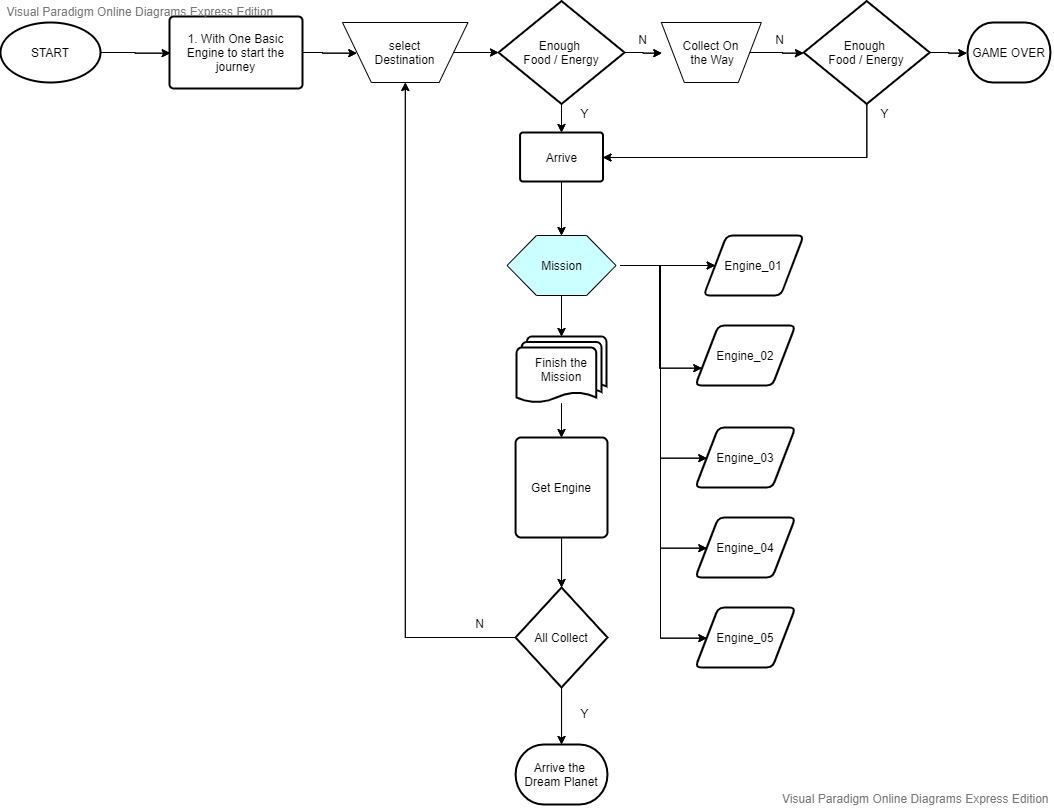 Visual Paradigm Online Diagrams Express Edition
START
1. With One Basic
Engine to start the
journey
select
Destination
Enough
Food / Energy
N
Collect On
the Way
N
Enough
Food / Energy
GAME OVER
Y
Y
Arrive
Mission
Engine_01
Finish the
Mission
Engine_02
Engine_03
Get Engine
Engine_04
N
All Collect
Engine_05
Y
Arrive the
Dream Planet
Visual Paradigm Online Diagrams Express Edition